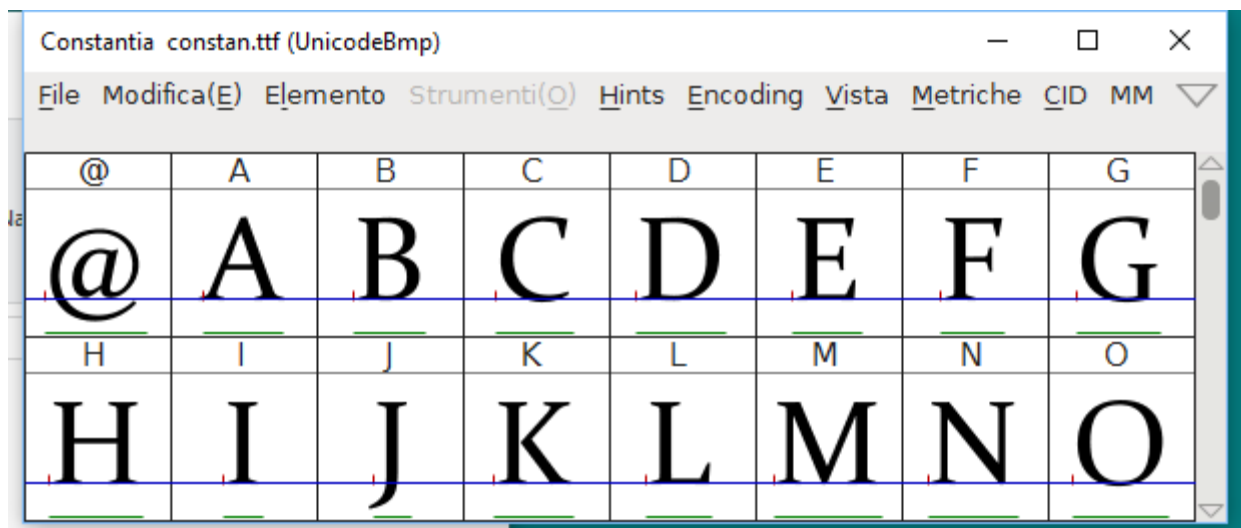 Constantia constan.ttf (UnicodeBmp)
File Modifica(E) Elemento Strumenti(O) Hints Encoding Vista Metriche CID MM
@ A B C D E F G
@ A B C D E F G
H I J K L M N O
H I J K L M N O